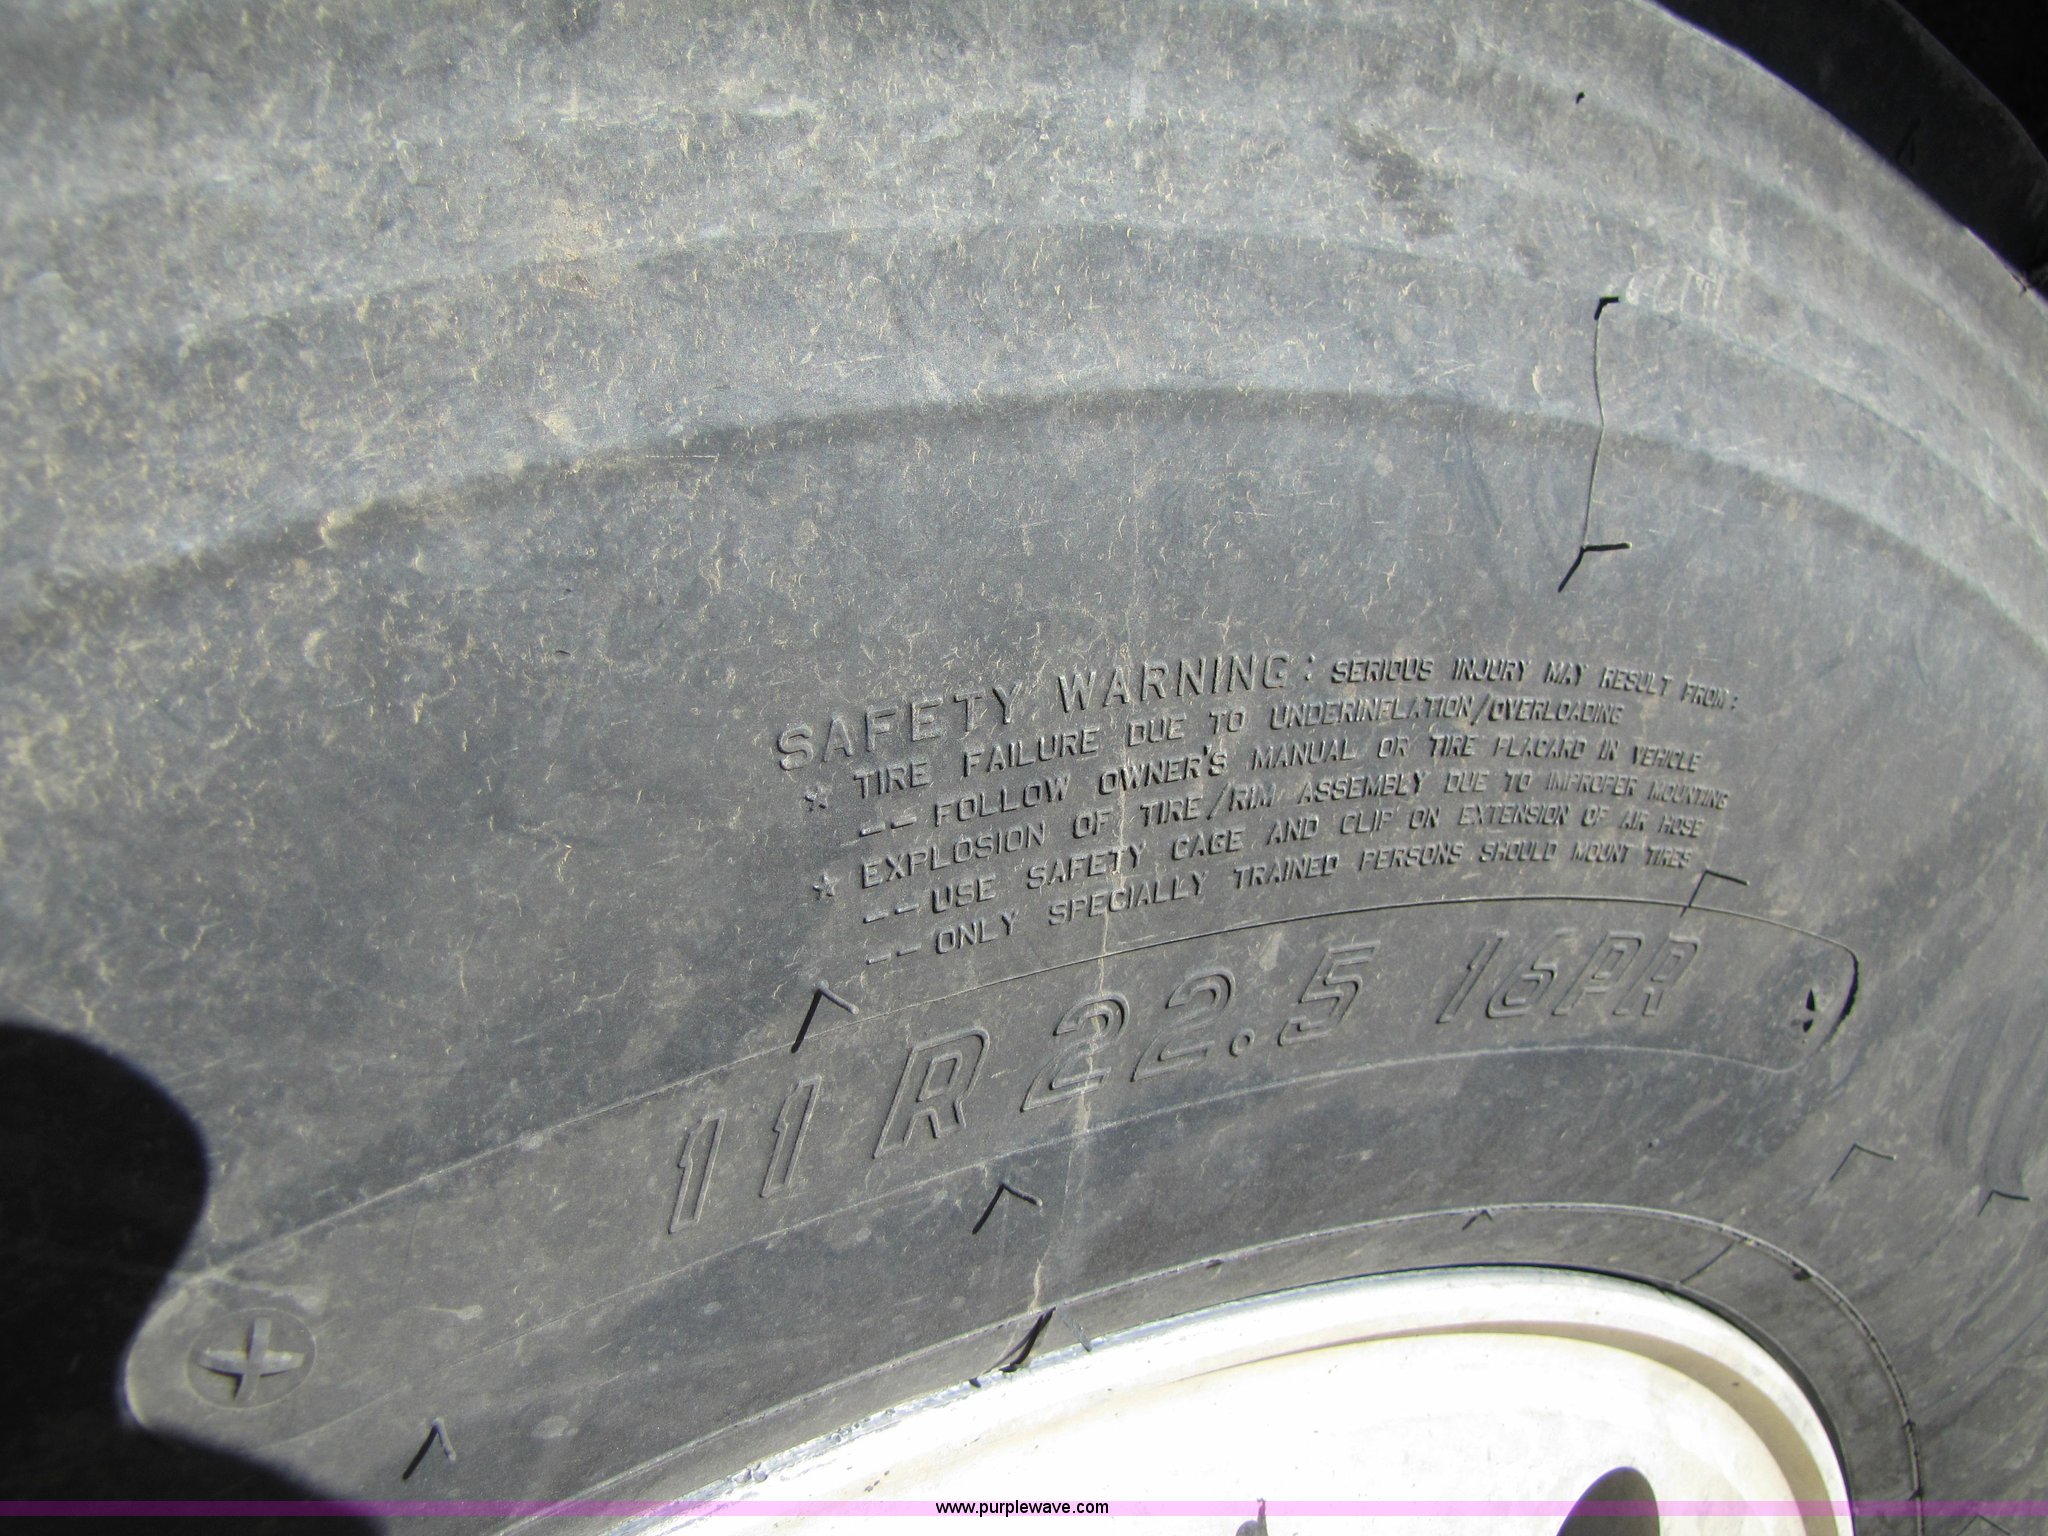 SAFETY WARNING: SERIOUS INJURY MAY RESULT FROM:
* TIRE FAILURE DUE TO UNDERINFLATION/OVERLOADING
-- FOLLOW OWNER'S MANUAL OR TIRE PLACARD IN VEHICLE
* EXPLOSION OF TIRE/RIM ASSEMBLY DUE TO IMPROPER MOUNTING
-- USE SAFETY CAGE AND CLIP ON EXTENSION OF AIR HOSE
-- ONLY SPECIALLY TRAINED PERSONS SHOULD MOUNT TIRES
11 R 22.5 16PR
www.purplewave.com